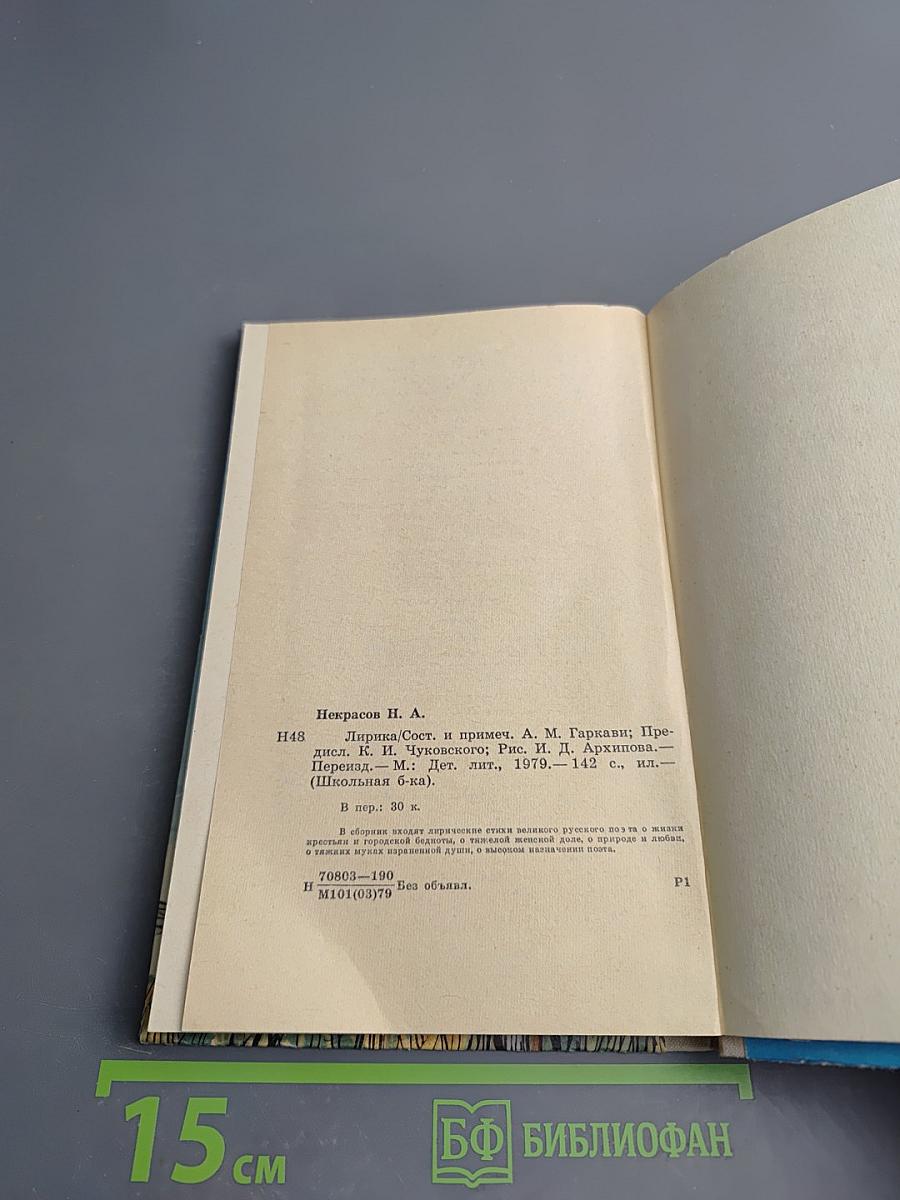 Некрасов Н. А.
Н48 Лирика/Сост. и примеч. А. М. Гаркави; Пре-
дисл. К. И. Чуковского; Рис. И. Д. Архипова.—
Переизд.— М.: Дет. лит., 1979.— 142 с., ил.—
(Школьная б-ка).
В пер.: 30 к.
В сборник входят лирические стихи великого русского поэта о жизни
крестьян и городской бедноты, о тяжелой женской доле, о природе и любви,
о тяжких муках израненной души, о высоком назначении поэта.
Н 70803—190 Без объявл. Р1
М101(03)79
15 см
БФ БИБЛИОФАН